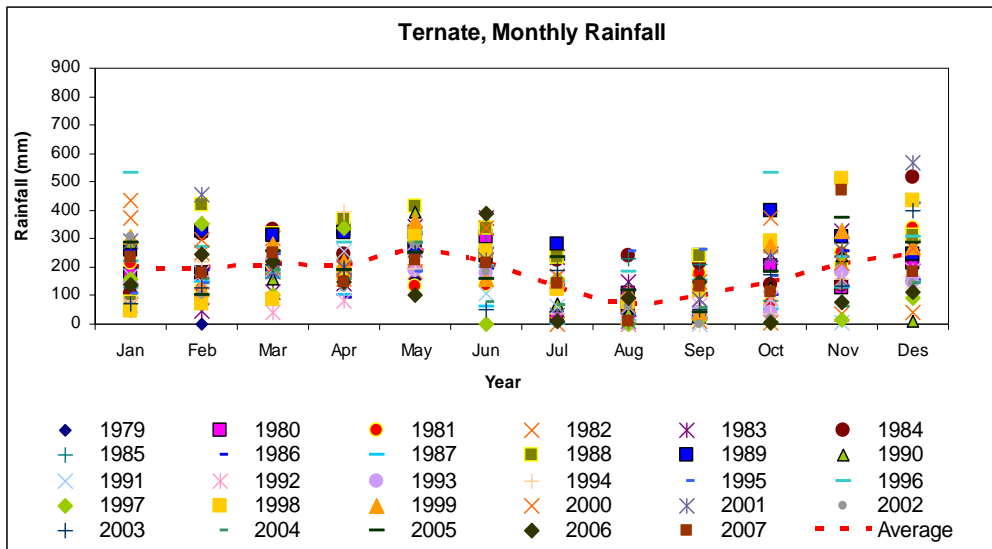 Ternate, Monthly Rainfall
900
800
700
600
500
400
300
200
100
0
Rainfall (mm)
Jan Feb Mar Apr May Jun Jul Aug Sep Oct Nov Des
Year
1979 1980 1981 1982 1983 1984
1985 1986 1987 1988 1989 1990
1991 1992 1993 1994 1995 1996
1997 1998 1999 2000 2001 2002
2003 2004 2005 2006 2007 Average